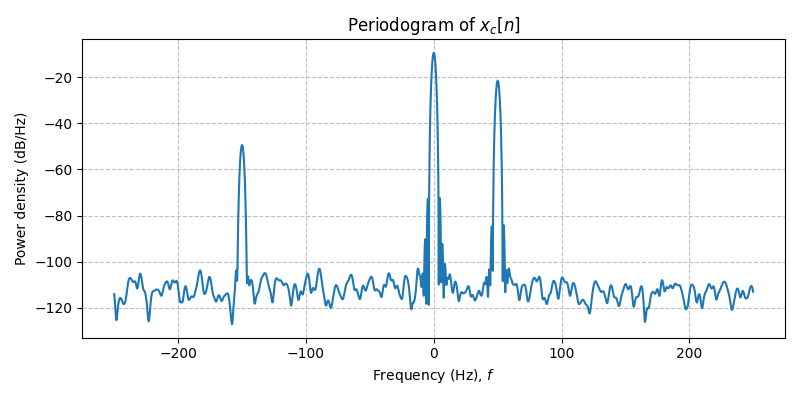 Periodogram of x_c[n]
Power density (dB/Hz)
−20
−40
−60
−80
−100
−120
−200 −100 0 100 200
Frequency (Hz), f